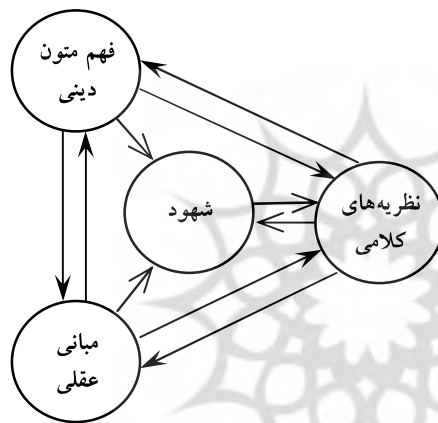 فهم متون
دینی
شهود
نظریه‌های
کلامی
مبانی
عقلی